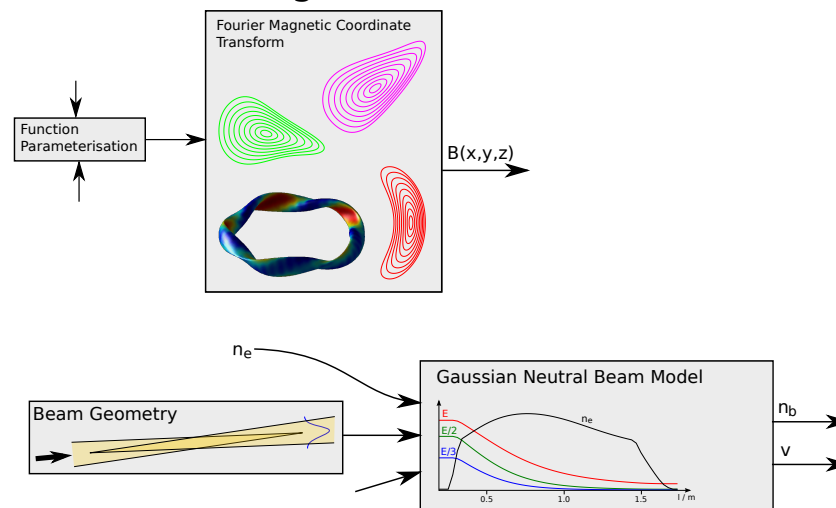 Fourier Magnetic Coordinate
Transform
Function
Parameterisation
B(x,y,z)
nₑ
Beam Geometry
Gaussian Neutral Beam Model
E
E/2
E/3
nₑ
0.5 1.0 1.5 l / m
n_b
v